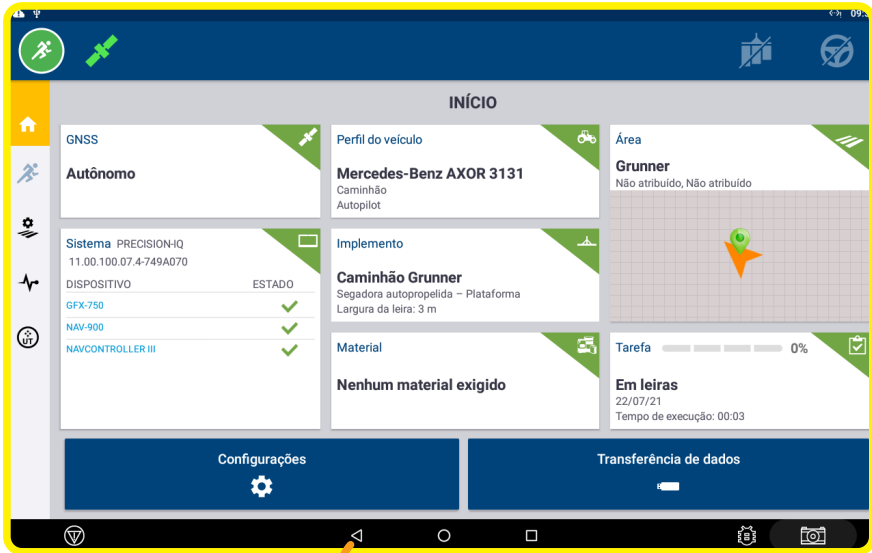 09:3
INÍCIO
GNSS
Autônomo
Perfil do veículo
Mercedes-Benz AXOR 3131
Caminhão
Autopilot
Área
Grunner
Não atribuído, Não atribuído
Sistema PRECISION-IQ
11.00.100.07.4-749A070
DISPOSITIVO ESTADO
GFX-750
NAV-900
NAVCONTROLLER III
Implemento
Caminhão Grunner
Segadora autopropelida – Plataforma
Largura da leira: 3 m
Material
Nenhum material exigido
Tarefa 0%
Em leiras
22/07/21
Tempo de execução: 00:03
UT
Configurações
Transferência de dados